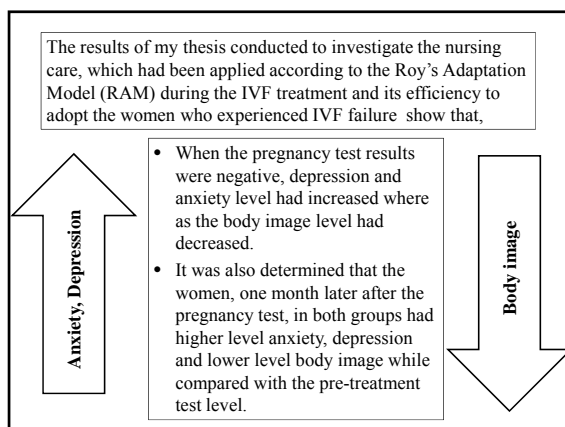 The results of my thesis conducted to investigate the nursing
care, which had been applied according to the Roy's Adaptation
Model (RAM) during the IVF treatment and its efficiency to
adopt the women who experienced IVF failure show that,
Anxiety, Depression
• When the pregnancy test results
were negative, depression and
anxiety level had increased where
as the body image level had
decreased.
• It was also determined that the
women, one month later after the
pregnancy test, in both groups had
higher level anxiety, depression
and lower level body image while
compared with the pre-treatment
test level.
Body image